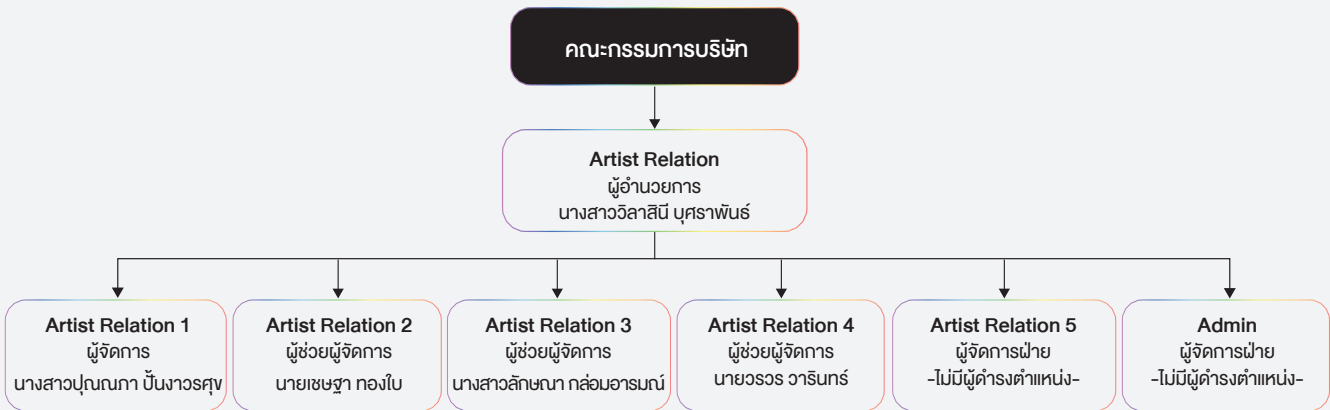 คณะกรรมการบริษัท
Artist Relation
ผู้อำนวยการ
นางสาววิลาสินี บุศราพันธ์
Artist Relation 1
ผู้จัดการ
นางสาวปุณณภา ปั้นงาวรศุข
Artist Relation 2
ผู้ช่วยผู้จัดการ
นายเชษฐา ทองใบ
Artist Relation 3
ผู้ช่วยผู้จัดการ
นางสาวลักษณา กล่อมอารมณ์
Artist Relation 4
ผู้ช่วยผู้จัดการ
นายวรวร วารินทร์
Artist Relation 5
ผู้จัดการฝ่าย
-ไม่มีผู้ดำรงตำแหน่ง-
Admin
ผู้จัดการฝ่าย
-ไม่มีผู้ดำรงตำแหน่ง-